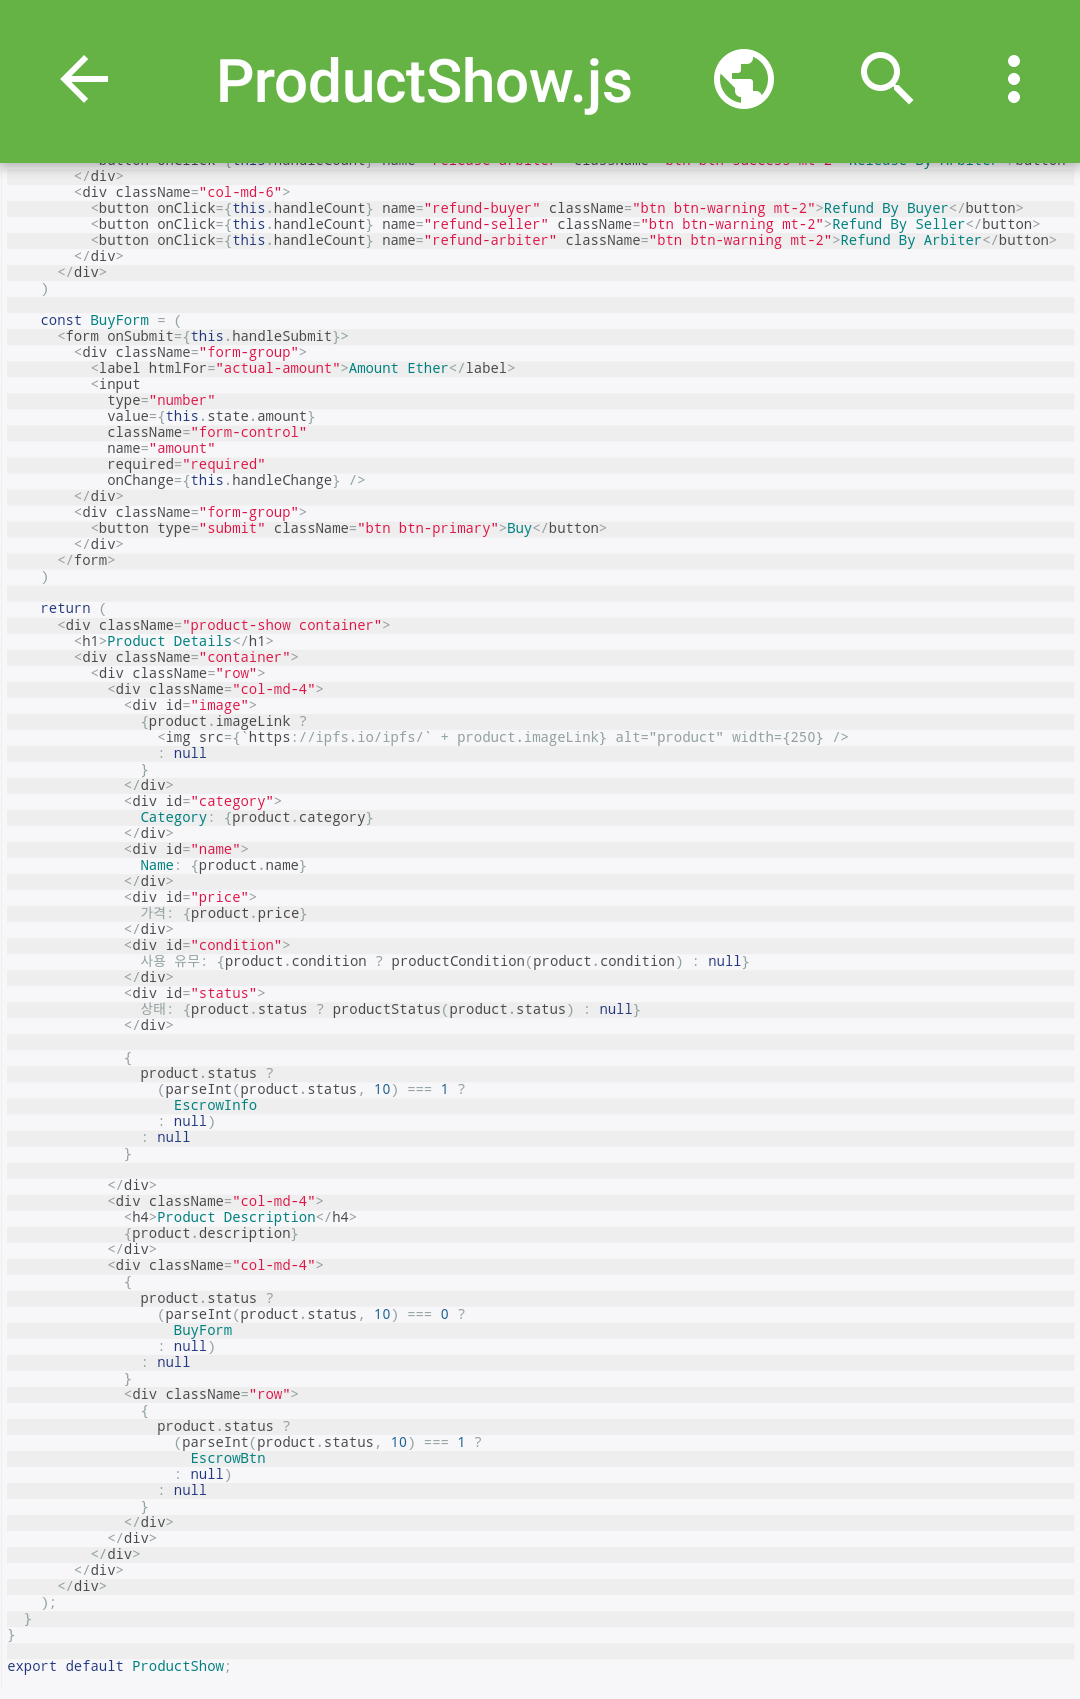 ProductShow.js
</div>
<div className="col-md-6">
<button onClick={this.handleCount} name="refund-buyer" className="btn btn-warning mt-2">Refund By Buyer</button>
<button onClick={this.handleCount} name="refund-seller" className="btn btn-warning mt-2">Refund By Seller</button>
<button onClick={this.handleCount} name="refund-arbiter" className="btn btn-warning mt-2">Refund By Arbiter</button>
</div>
</div>
)
const BuyForm = (
<form onSubmit={this.handleSubmit}>
<div className="form-group">
<label htmlFor="actual-amount">Amount Ether</label>
<input
type="number"
value={this.state.amount}
className="form-control"
name="amount"
required="required"
onChange={this.handleChange} />
</div>
<div className="form-group">
<button type="submit" className="btn btn-primary">Buy</button>
</div>
</form>
)
return (
<div className="product-show container">
<h1>Product Details</h1>
<div className="container">
<div className="row">
<div className="col-md-4">
<div id="image">
{product.imageLink ?
<img src={`https://ipfs.io/ipfs/` + product.imageLink} alt="product" width={250} />
: null
}
</div>
<div id="category">
Category: {product.category}
</div>
<div id="name">
Name: {product.name}
</div>
<div id="price">
가격: {product.price}
</div>
<div id="condition">
사용 유무: {product.condition ? productCondition(product.condition) : null}
</div>
<div id="status">
상태: {product.status ? productStatus(product.status) : null}
</div>
{
product.status ?
(parseInt(product.status, 10) === 1 ?
EscrowInfo
: null)
: null
}
</div>
<div className="col-md-4">
<h4>Product Description</h4>
{product.description}
</div>
<div className="col-md-4">
{
product.status ?
(parseInt(product.status, 10) === 0 ?
BuyForm
: null)
: null
}
<div className="row">
{
product.status ?
(parseInt(product.status, 10) === 1 ?
EscrowBtn
: null)
: null
}
</div>
</div>
</div>
</div>
</div>
);
}
}
export default ProductShow;